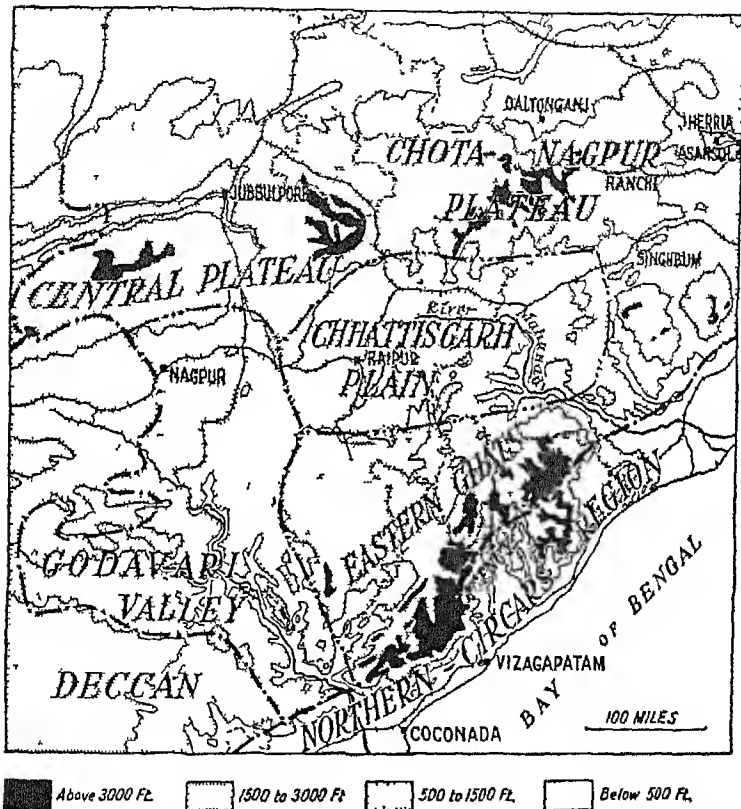 DALTONGANJ
JHERRIA
ASANSOL
CHOTA NAGPUR
RANCHI
PLATEAU
JUBBULPORE
SINGHBUM
CENTRAL PLATEAU
River
Mahanadi
CHHATTISGARH
RAIPUR
PLAIN
NAGPUR
EASTERN GHATS
GODAVARI
VALLEY
NORTHERN CIRCARS REGION
DECCAN
VIZAGAPATAM
BAY OF BENGAL
COCONADA
100 MILES
Above 3000 Ft.
1500 to 3000 Ft
500 to 1500 Ft.
Below 500 Ft.